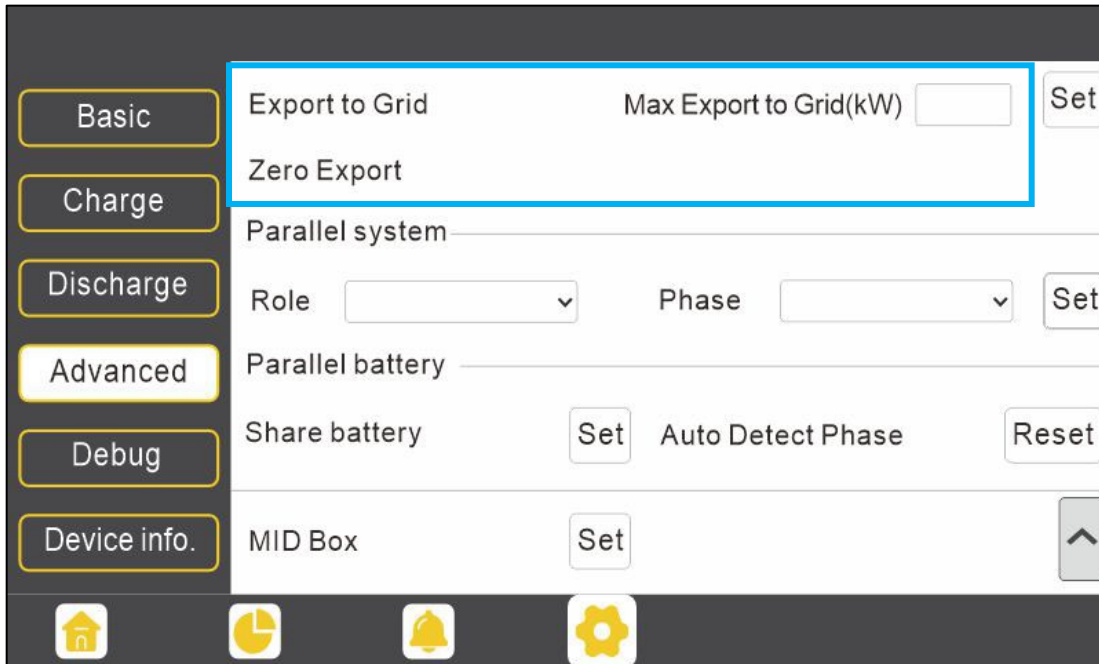 Basic
Charge
Discharge
Advanced
Debug
Device info.
Export to Grid Max Export to Grid(kW) Set
Zero Export
Parallel system
Role Phase Set
Parallel battery
Share battery Set Auto Detect Phase Reset
MID Box Set